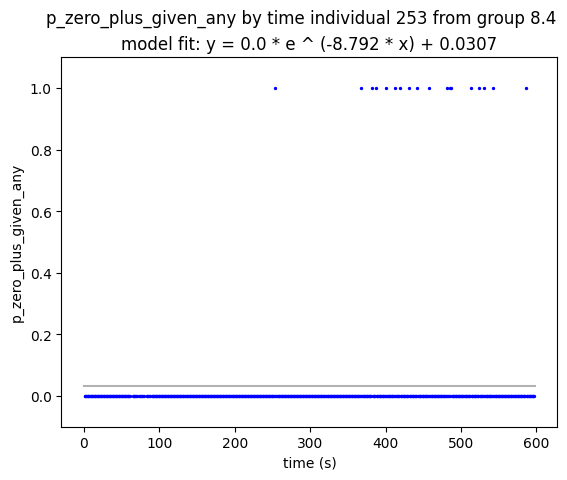 p_zero_plus_given_any by time individual 253 from group 8.4
model fit: y = 0.0 * e ^ (-8.792 * x) + 0.0307
1.0
0.8
0.6
0.4
0.2
0.0
p_zero_plus_given_any
0 100 200 300 400 500 600
time (s)